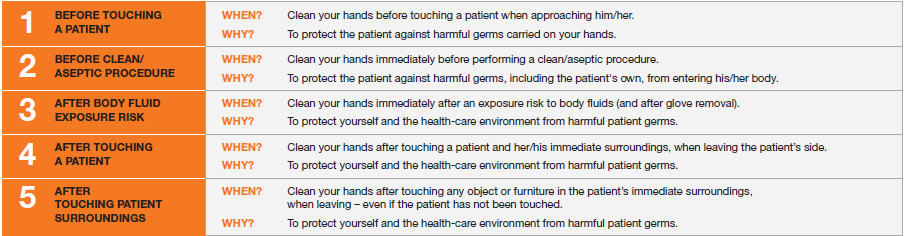 1 BEFORE TOUCHING
A PATIENT
WHEN? Clean your hands before touching a patient when approaching him/her.
WHY? To protect the patient against harmful germs carried on your hands.
2 BEFORE CLEAN/
ASEPTIC PROCEDURE
WHEN? Clean your hands immediately before performing a clean/aseptic procedure.
WHY? To protect the patient against harmful germs, including the patient's own, from entering his/her body.
3 AFTER BODY FLUID
EXPOSURE RISK
WHEN? Clean your hands immediately after an exposure risk to body fluids (and after glove removal).
WHY? To protect yourself and the health-care environment from harmful patient germs.
4 AFTER TOUCHING
A PATIENT
WHEN? Clean your hands after touching a patient and her/his immediate surroundings, when leaving the patient's side.
WHY? To protect yourself and the health-care environment from harmful patient germs.
5 AFTER
TOUCHING PATIENT
SURROUNDINGS
WHEN? Clean your hands after touching any object or furniture in the patient's immediate surroundings,
when leaving – even if the patient has not been touched.
WHY? To protect yourself and the health-care environment from harmful patient germs.